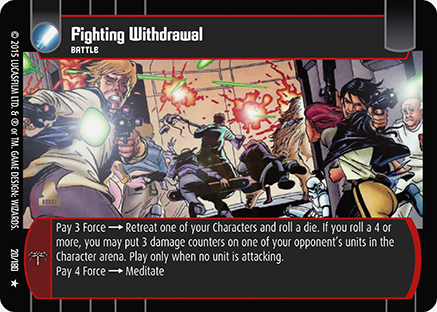 Fighting Withdrawal
BATTLE
Pay 3 Force → Retreat one of your Characters and roll a die. If you roll a 4 or
more, you may put 3 damage counters on one of your opponent's units in the
Character arena. Play only when no unit is attacking.
Pay 4 Force → Meditate
© 2015 LUCASFILM LTD. & ® or TM. GAME DESIGN: WIZARDS.
20/180
IDC